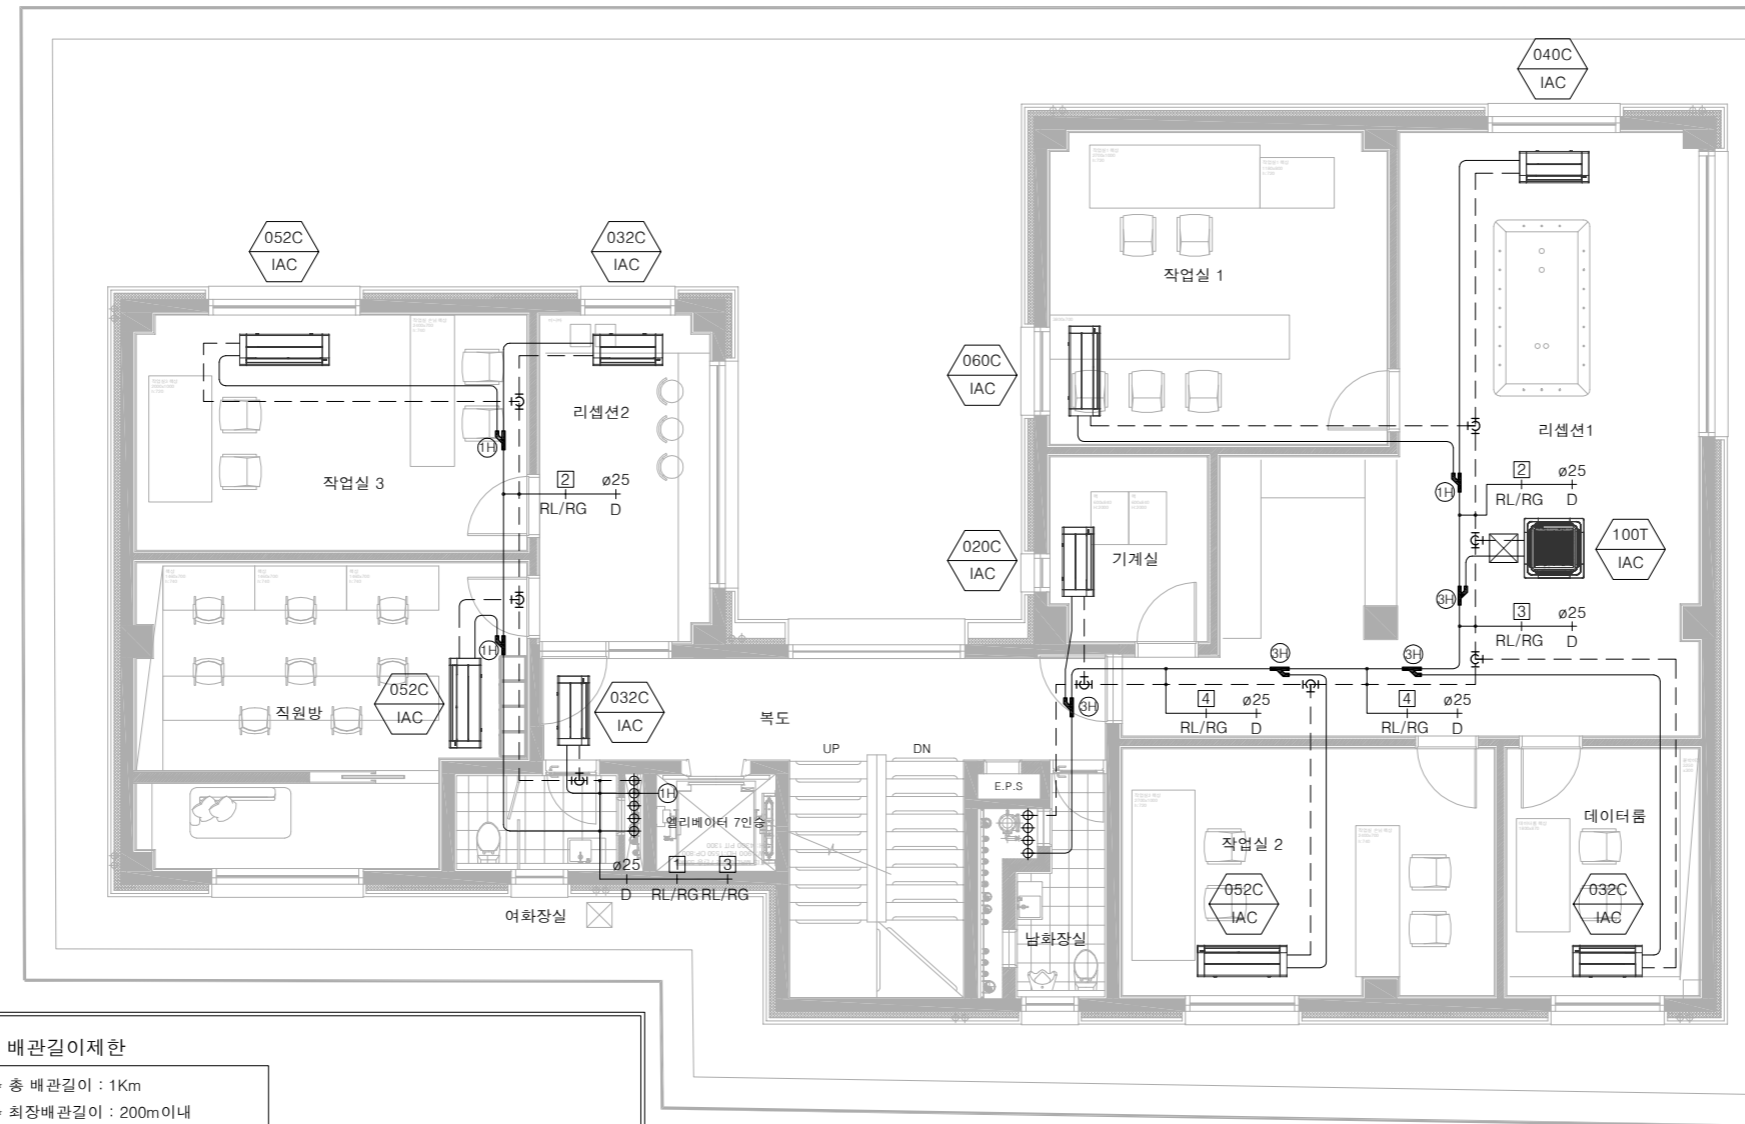 040C
IAC
052C
IAC
032C
IAC
작업실 1
060C
IAC
리셉션2
리셉션1
1H
작업실 3
2
ø25
RL/RG
D
1H
2
ø25
RL/RG
D
020C
IAC
기계실
100T
IAC
3H
3
ø25
RL/RG
D
1H
3H
3H
052C
IAC
032C
IAC
직원방
복도
3H
4
ø25
RL/RG
D
4
ø25
RL/RG
D
UP
DN
E.P.S
1H
엘리베이터 7인승
작업실 2
데이터룸
ø25
1
3
D
RL/RG
RL/RG
052C
IAC
032C
IAC
여화장실
남화장실
배관길이제한
* 총 배관길이 : 1Km
* 최장배관길이 : 200m이내